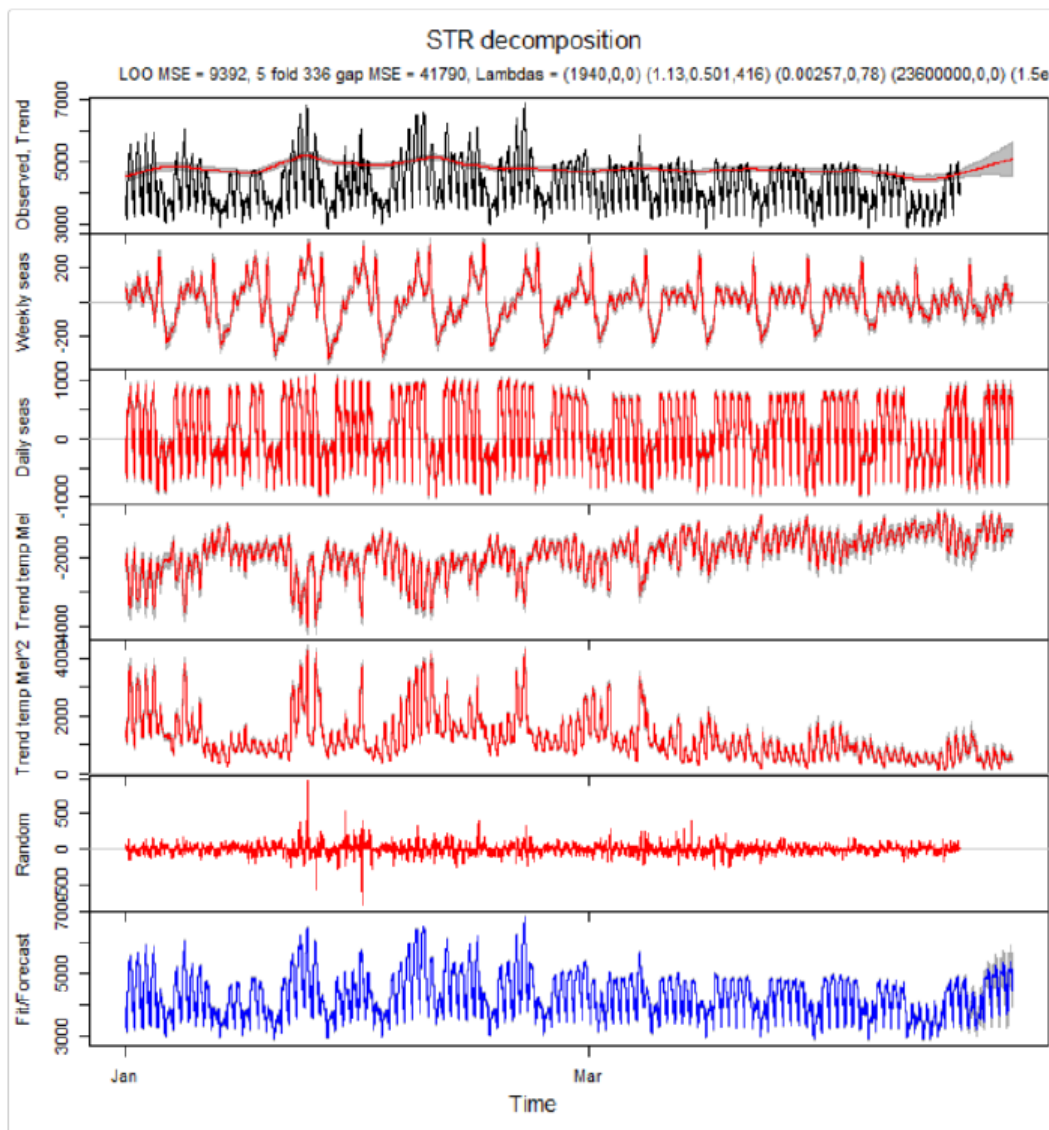 STR decomposition
LOO MSE = 9392, 5 fold 336 gap MSE = 41790, Lambdas = (1940,0,0) (1.13,0.501,416) (0.00257,0,78) (23600000,0,0) (1.5e
Observed, Trend
7000
5000
3000
Weekly seas
200
-200
Daily seas
1000
0
-1000
Trend temp Mel
-2000
Trend temp Mel^2
4000
2000
0
Random
500
0
Fit/Forecast
5000
3000
Jan
Mar
Time